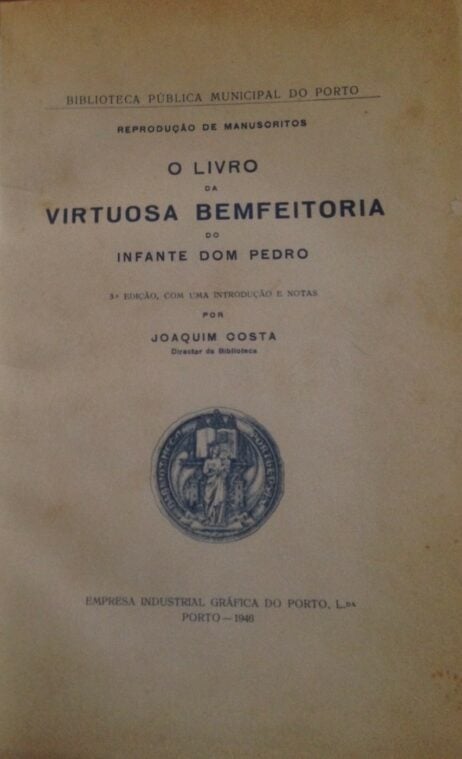 BIBLIOTECA PÚBLICA MUNICIPAL DO PORTO
REPRODUÇÃO DE MANUSCRITOS
O LIVRO
DA
VIRTUOSA BEMFEITORIA
DO
INFANTE DOM PEDRO
3.ª EDIÇÃO, COM UMA INTRODUÇÃO E NOTAS
POR
JOAQUIM COSTA
Director da Biblioteca
EMPRESA INDUSTRIAL GRÁFICA DO PORTO, L.DA
PORTO — 1946